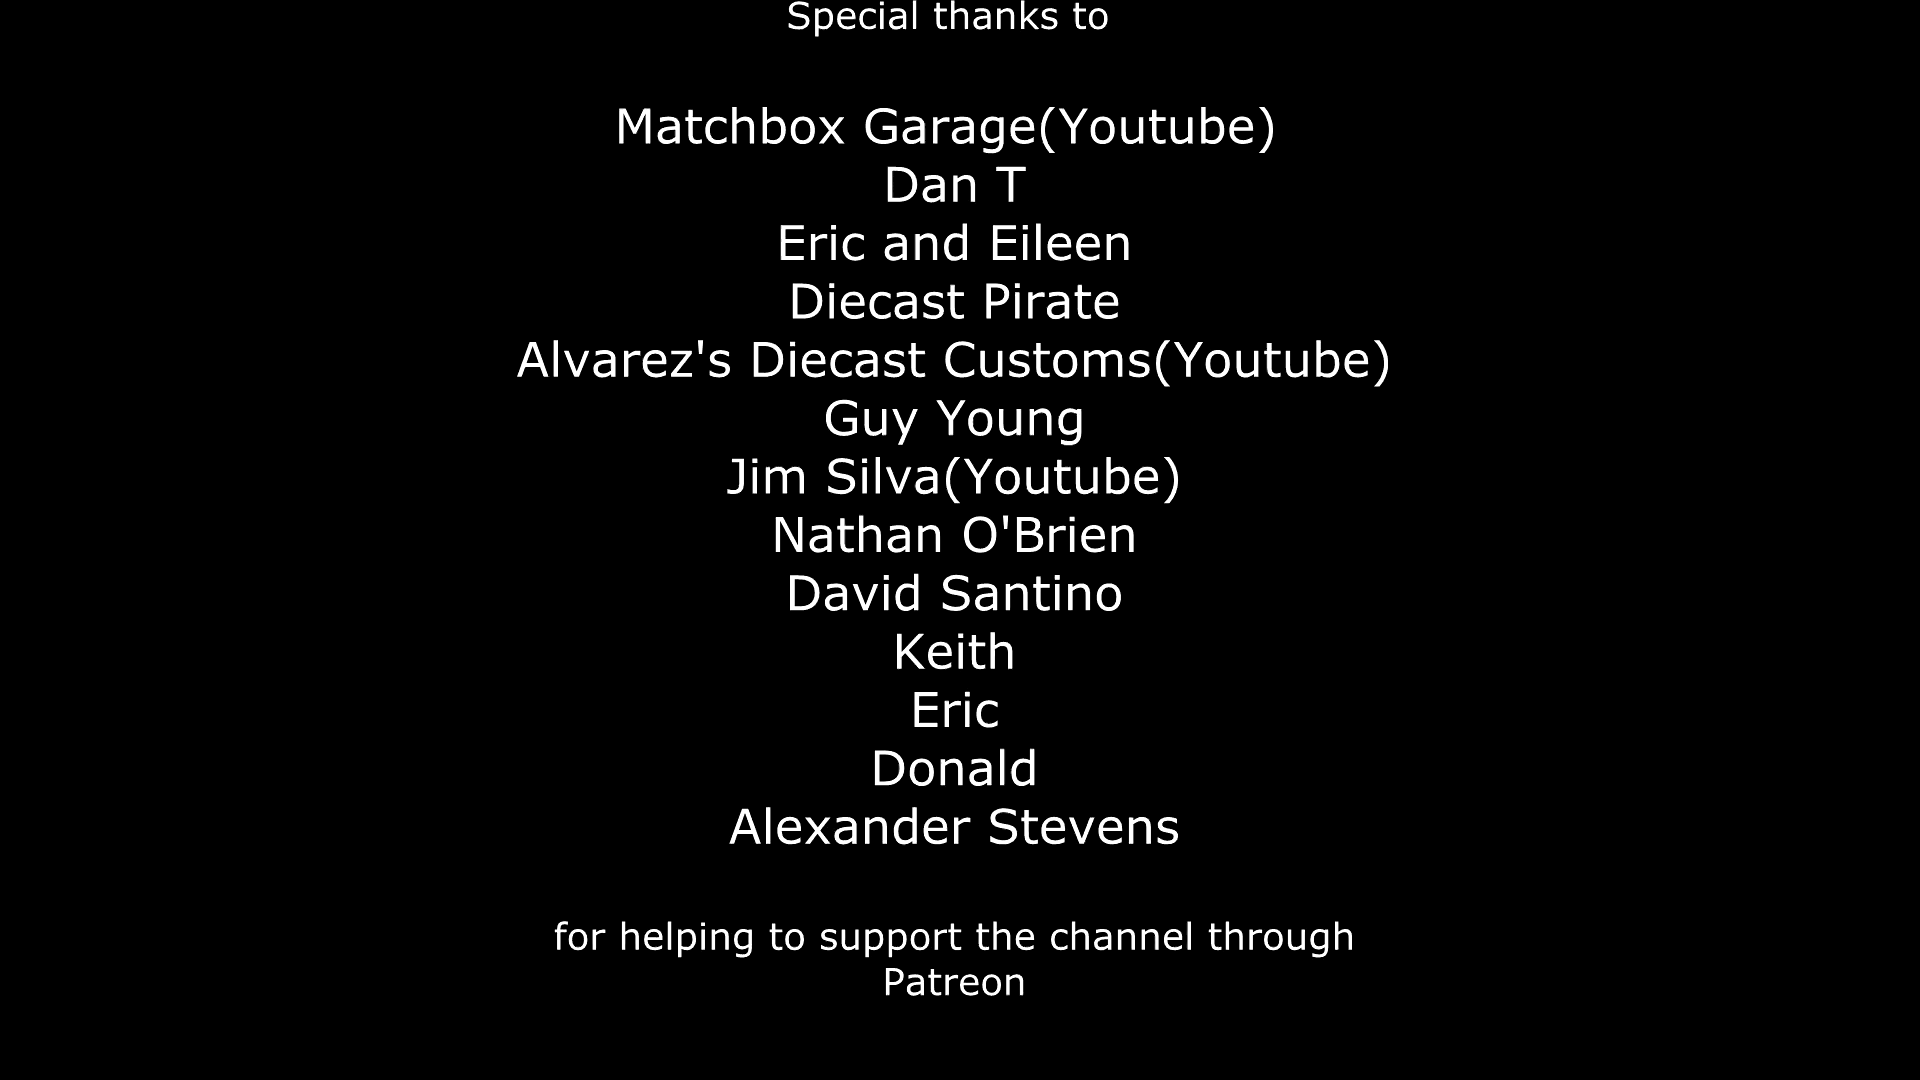 Special thanks to
Matchbox Garage(Youtube)
Dan T
Eric and Eileen
Diecast Pirate
Alvarez's Diecast Customs(Youtube)
Guy Young
Jim Silva(Youtube)
Nathan O'Brien
David Santino
Keith
Eric
Donald
Alexander Stevens
for helping to support the channel through
Patreon